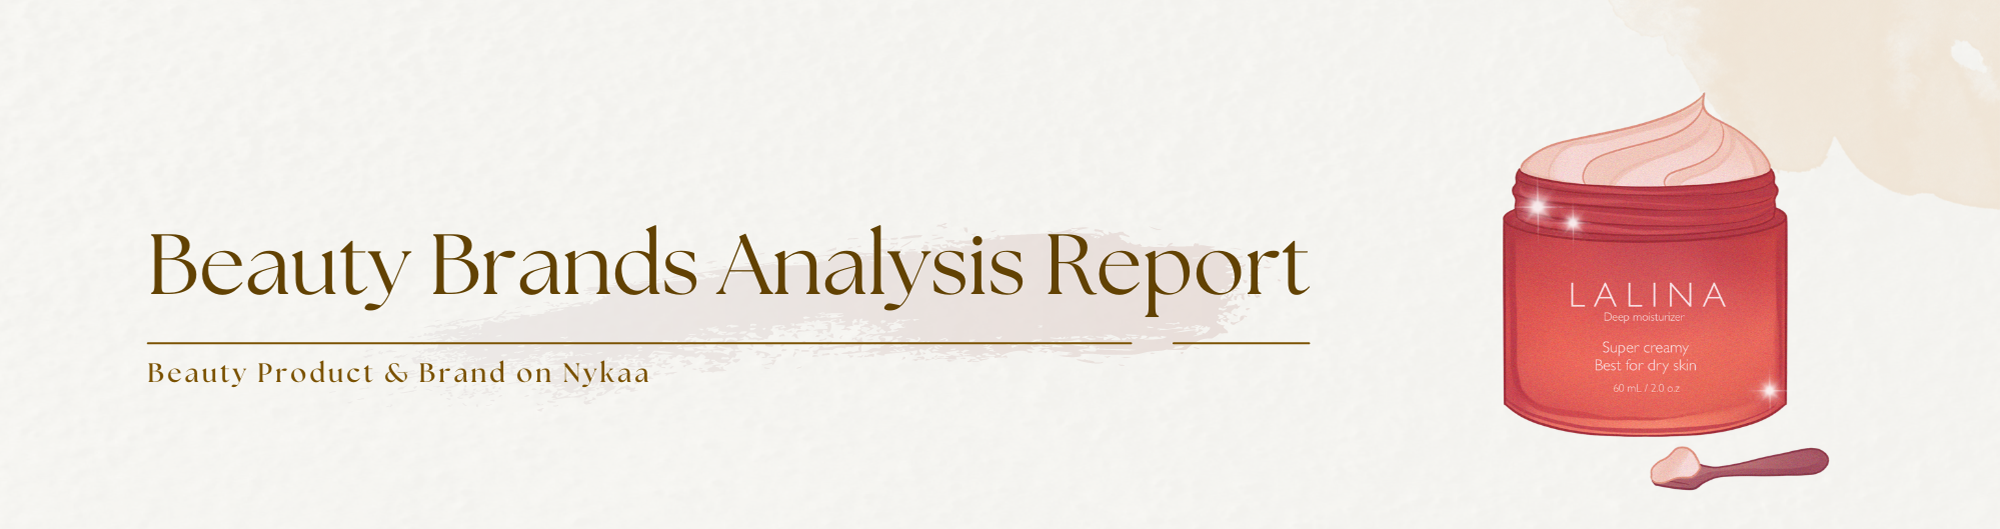 Beauty Brands Analysis Report
Beauty Product & Brand on Nykaa
LALINA
Deep moisturizer
Super creamy
Best for dry skin
60 mL / 2.0 o.z